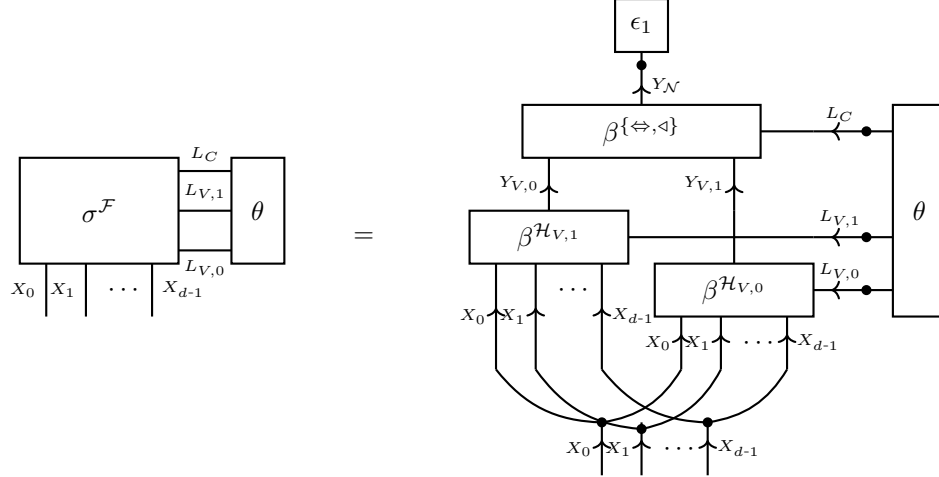 ϵ₁
Y_𝒩
β^{⇔,◁}
L_C
L_C
Y_{V,0} Y_{V,1}
σ^ℱ
L_{V,1}
θ
=
β^{ℋ_{V,1}}
L_{V,1}
θ
L_{V,0}
β^{ℋ_{V,0}}
L_{V,0}
X_0 X_1 ⋯ X_{d-1}
X_0 X_1 ⋯ X_{d-1}
X_0 X_1 ⋯ X_{d-1}
X_0 X_1 ⋯ X_{d-1}